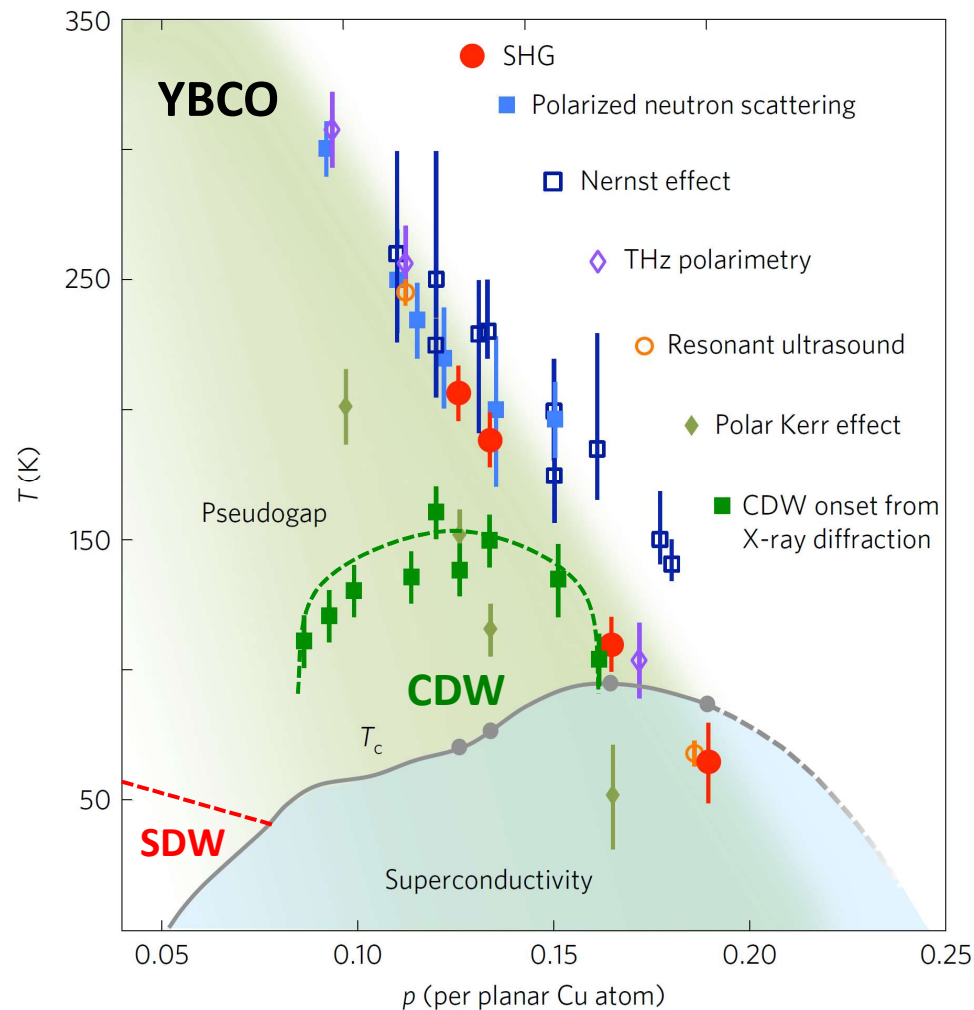 350
YBCO
SHG
Polarized neutron scattering
Nernst effect
250
THz polarimetry
Resonant ultrasound
Polar Kerr effect
T (K)
Pseudogap
CDW onset from
X-ray diffraction
150
CDW
Tc
50
SDW
Superconductivity
0.05 0.10 0.15 0.20 0.25
p (per planar Cu atom)